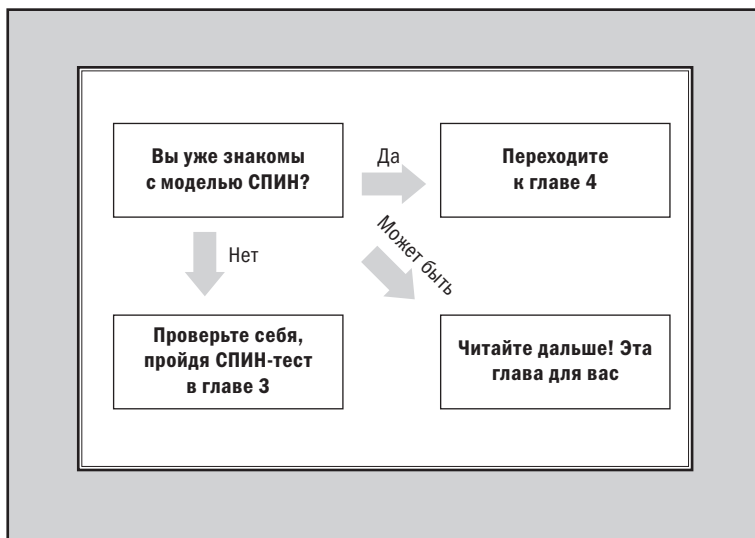 Вы уже знакомы
с моделью СПИН?
Да
Переходите
к главе 4
Нет
Может быть
Проверьте себя,
пройдя СПИН-тест
в главе 3
Читайте дальше! Эта
глава для вас